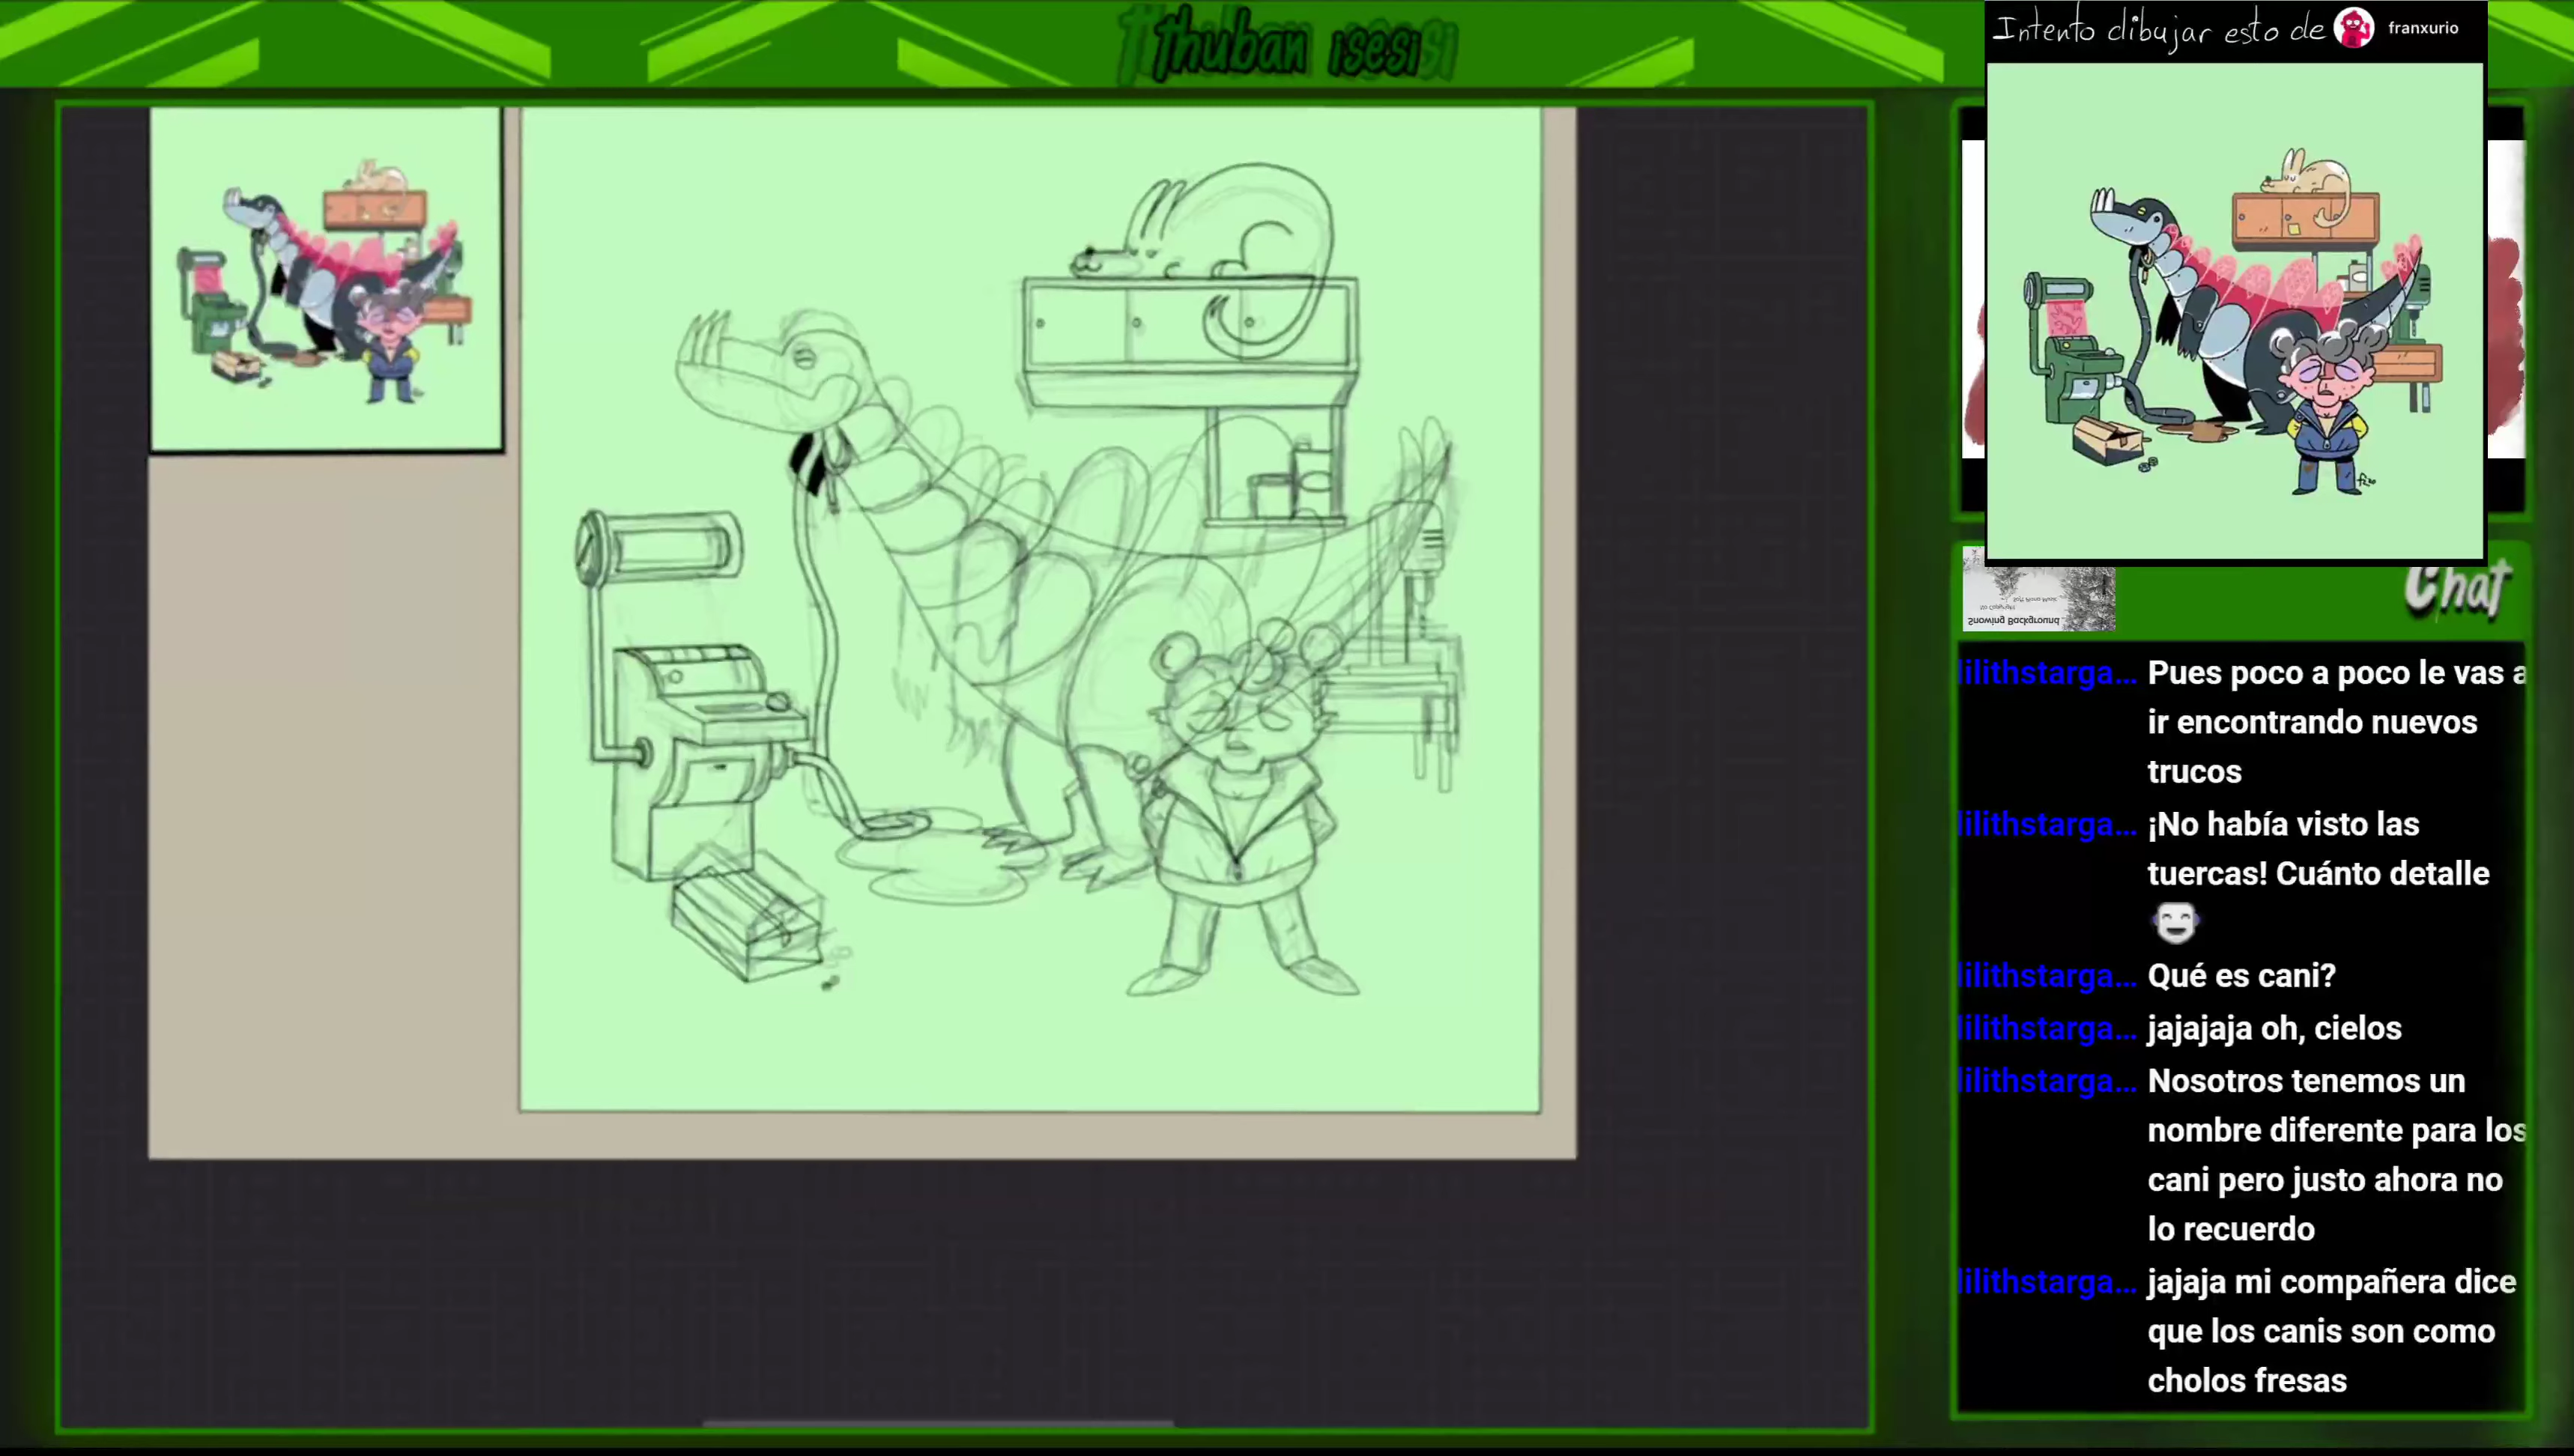 thuban isesisi
Intento dibujar esto de franxurio
Chat
Snowing Background
lilithstarga... Pues poco a poco le vas a
ir encontrando nuevos
trucos
lilithstarga... ¡No había visto las
tuercas! Cuánto detalle
lilithstarga... Qué es cani?
lilithstarga... jajajaja oh, cielos
lilithstarga... Nosotros tenemos un
nombre diferente para los
cani pero justo ahora no
lo recuerdo
lilithstarga... jajaja mi compañera dice
que los canis son como
cholos fresas